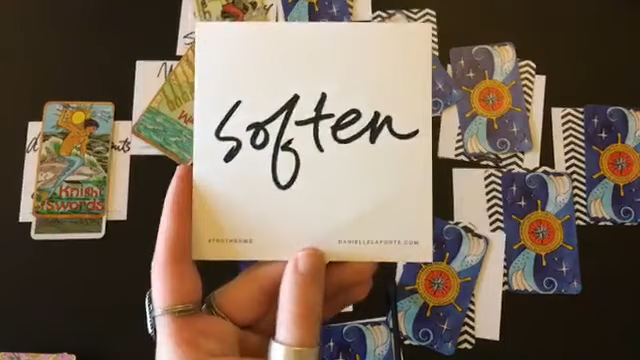 soften
#TRUTHBOMB
DANIELLELAPORTE.COM
Knight
Swords